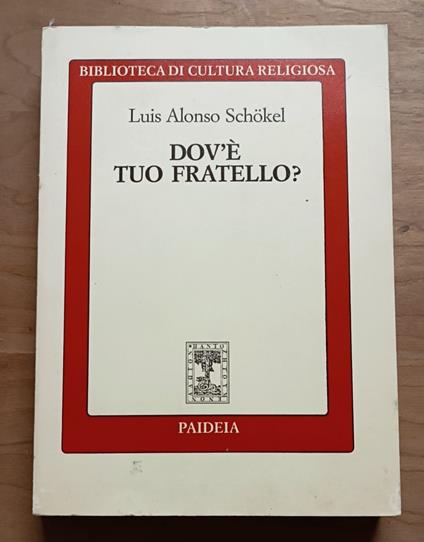 BIBLIOTECA DI CULTURA RELIGIOSA
Luis Alonso Schökel
DOV'È
TUO FRATELLO?
PAIDEIA